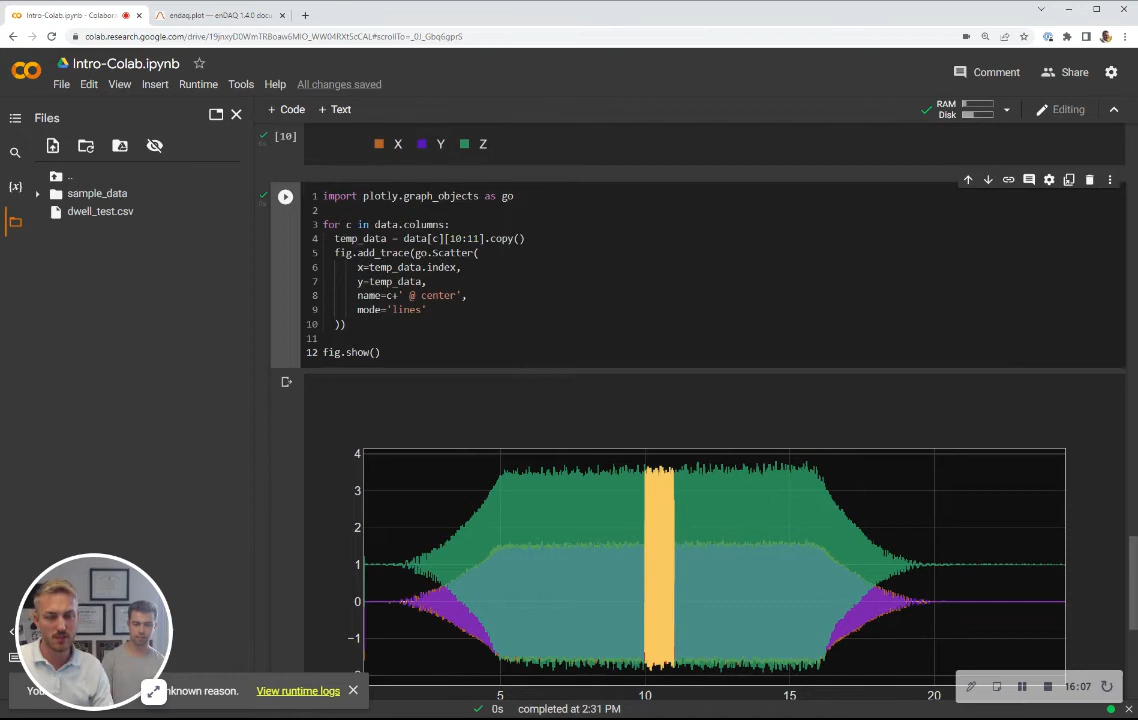 Intro-Colab.ipynb - Colabora
endaq.plot — enDAQ 1.4.0 docu
colab.research.google.com/drive/19jnxyD0WmTRBoaw6MIO_WW04RXt5cCAL#scrollTo=_0J_Gbq6gprS
Intro-Colab.ipynb
File Edit View Insert Runtime Tools Help All changes saved
Comment Share
Files
+ Code + Text
RAM
Disk
Editing
..
sample_data
dwell_test.csv
[10]
X Y Z
1 import plotly.graph_objects as go
2
3 for c in data.columns:
4 temp_data = data[c][10:11].copy()
5 fig.add_trace(go.Scatter(
6 x=temp_data.index,
7 y=temp_data,
8 name=c+' @ center',
9 mode='lines'
10 ))
11
12 fig.show()
4
3
2
1
0
−1
5 10 15 20
You
nknown reason. View runtime logs
16:07
0s completed at 2:31 PM